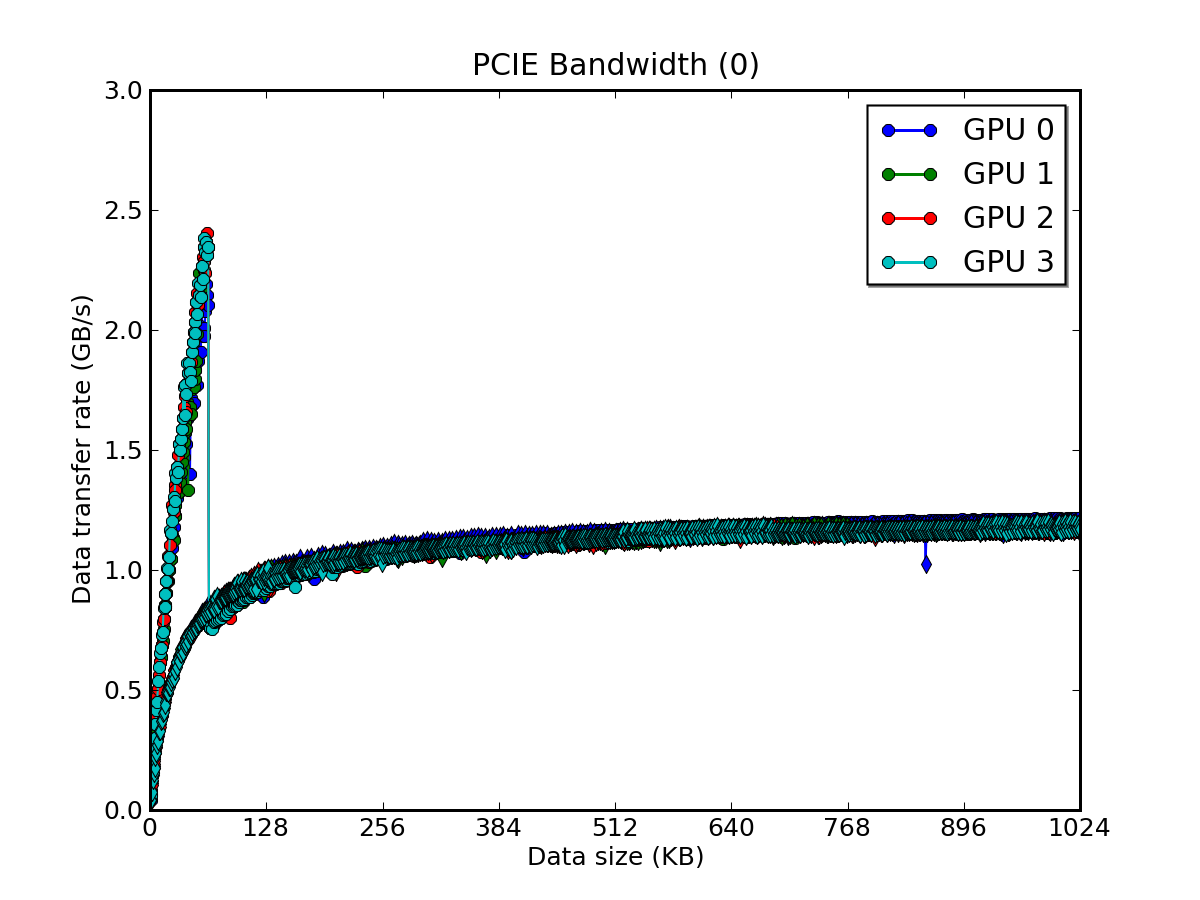 PCIE Bandwidth (0)
3.0
2.5
2.0
1.5
1.0
0.5
0.0
Data transfer rate (GB/s)
GPU 0
GPU 1
GPU 2
GPU 3
0 128 256 384 512 640 768 896 1024
Data size (KB)